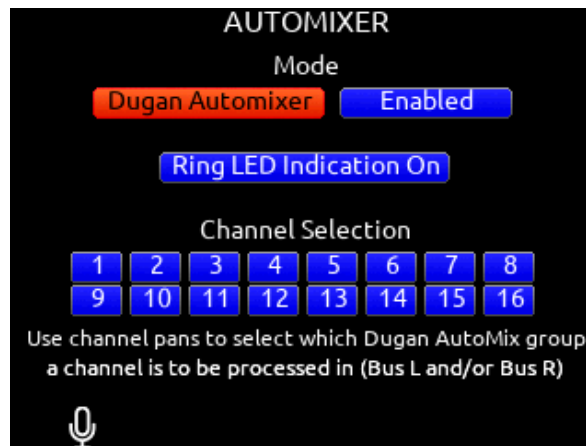 AUTOMIXER
Mode
Dugan Automixer Enabled
Ring LED Indication On
Channel Selection
1 2 3 4 5 6 7 8
9 10 11 12 13 14 15 16
Use channel pans to select which Dugan AutoMix group
a channel is to be processed in (Bus L and/or Bus R)